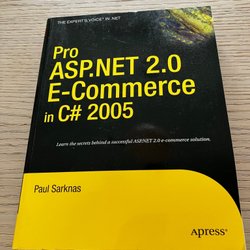 THE EXPERT'S VOICE® IN .NET
Pro
ASP.NET 2.0
E-Commerce
in C# 2005
Learn the secrets behind a successful ASP.NET 2.0 e-commerce solution.
Paul Sarknas
Apress®